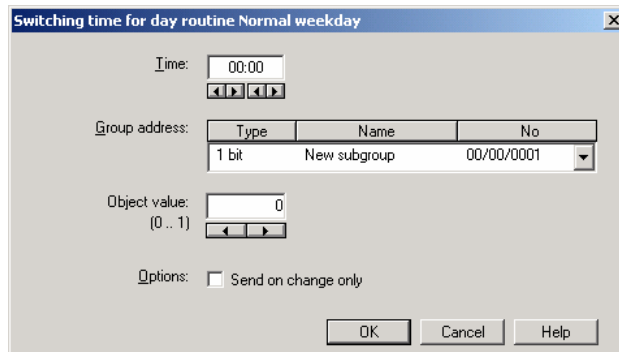 Switching time for day routine Normal weekday
Time: 00:00
Group address: Type Name No
1 bit New subgroup 00/00/0001
Object value: 0
(0 .. 1)
Options: Send on change only
OK Cancel Help